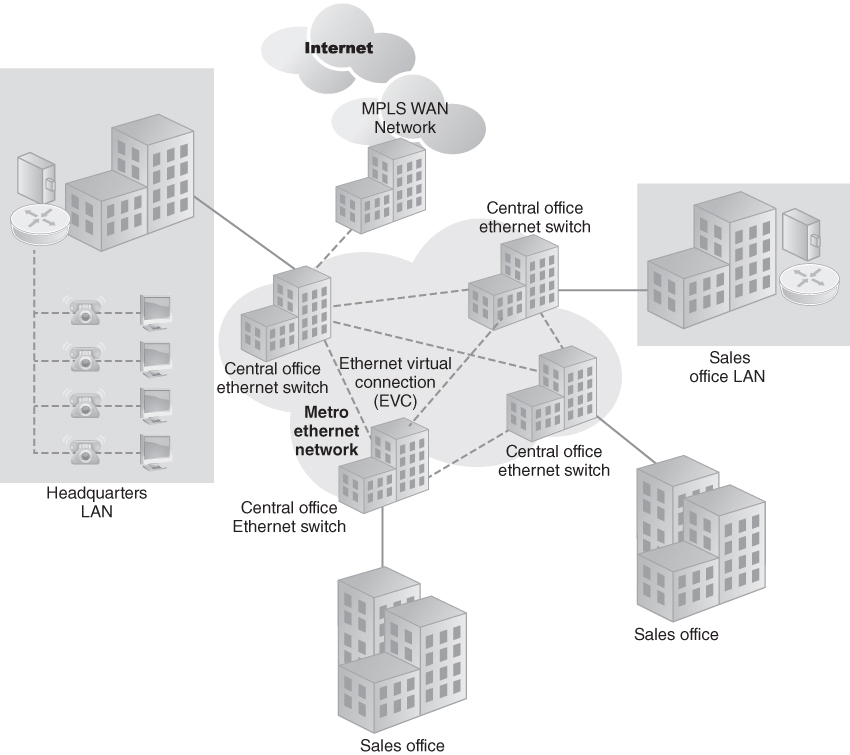 Internet
MPLS WAN
Network
Central office
ethernet switch
Central office
ethernet switch
Ethernet virtual
connection
(EVC)
Metro
ethernet
network
Sales
office LAN
Central office
ethernet switch
Headquarters
LAN
Central office
Ethernet switch
Sales office
Sales office